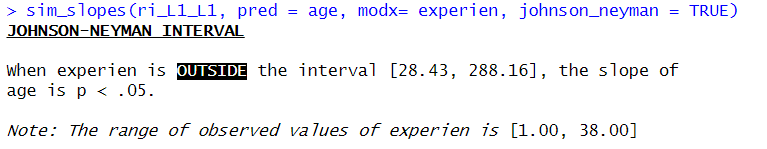 > sim_slopes(ri_L1_L1, pred = age, modx= experien, johnson_neyman = TRUE)
JOHNSON-NEYMAN INTERVAL
When experien is OUTSIDE the interval [28.43, 288.16], the slope of
age is p < .05.
Note: The range of observed values of experien is [1.00, 38.00]